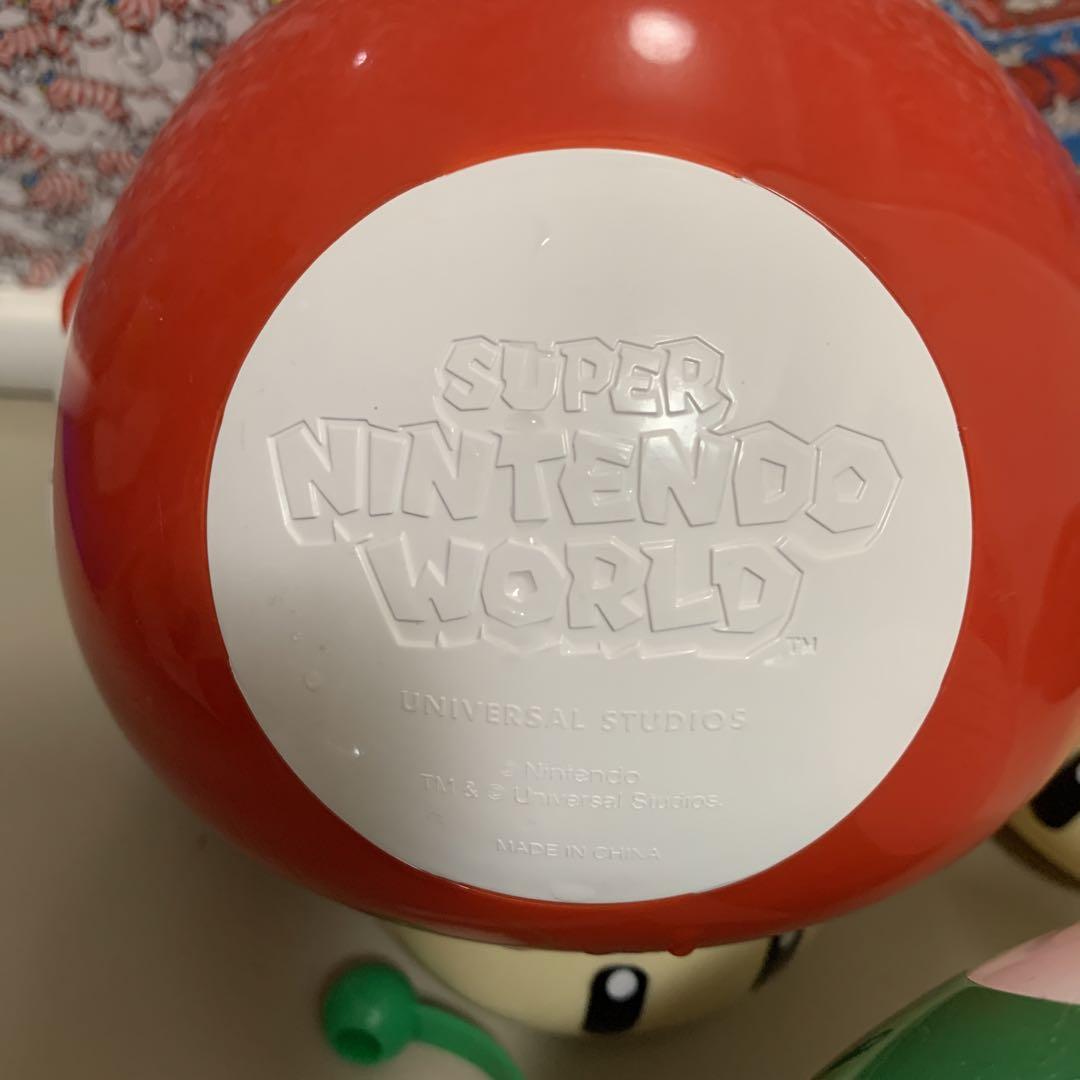 SUPER
NINTENDO
WORLD
TM
UNIVERSAL STUDIOS
© Nintendo
TM & © Universal Studios.
MADE IN CHINA